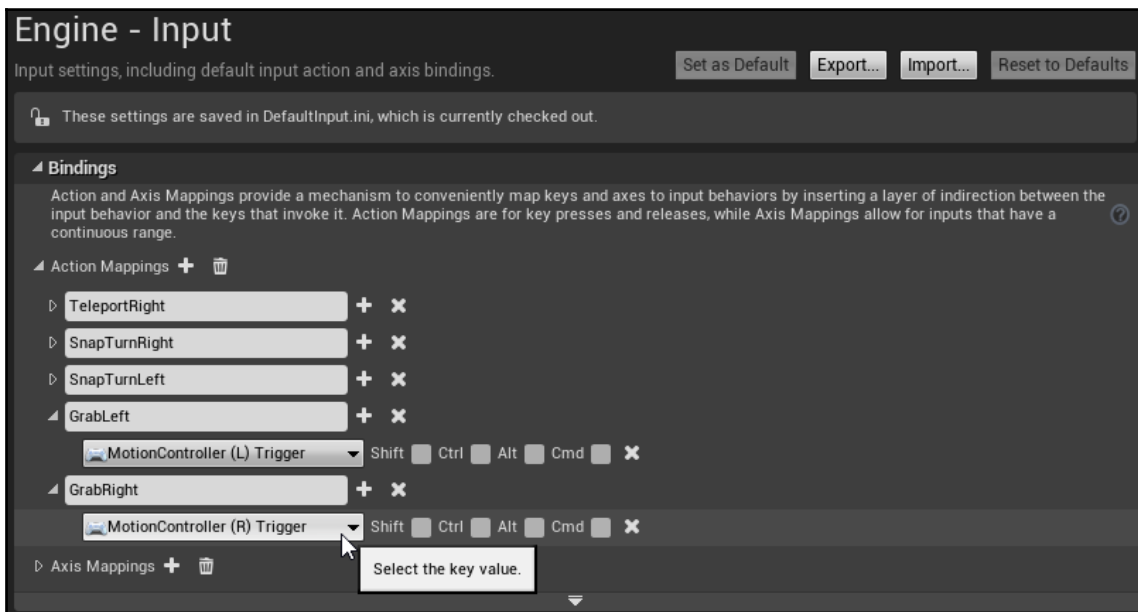 Engine - Input
Input settings, including default input action and axis bindings.
Set as Default Export... Import... Reset to Defaults
These settings are saved in DefaultInput.ini, which is currently checked out.
Bindings
Action and Axis Mappings provide a mechanism to conveniently map keys and axes to input behaviors by inserting a layer of indirection between the
input behavior and the keys that invoke it. Action Mappings are for key presses and releases, while Axis Mappings allow for inputs that have a
continuous range.
Action Mappings
TeleportRight
SnapTurnRight
SnapTurnLeft
GrabLeft
MotionController (L) Trigger Shift Ctrl Alt Cmd
GrabRight
MotionController (R) Trigger Shift Ctrl Alt Cmd
Axis Mappings
Select the key value.